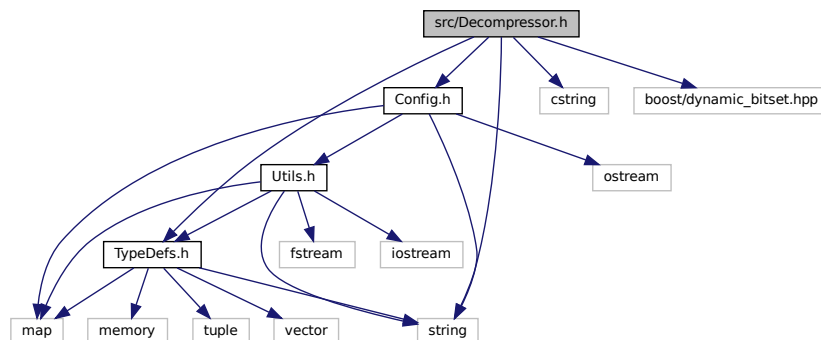 src/Decompressor.h
Config.h
cstring
boost/dynamic_bitset.hpp
Utils.h
ostream
TypeDefs.h
fstream
iostream
map
memory
tuple
vector
string